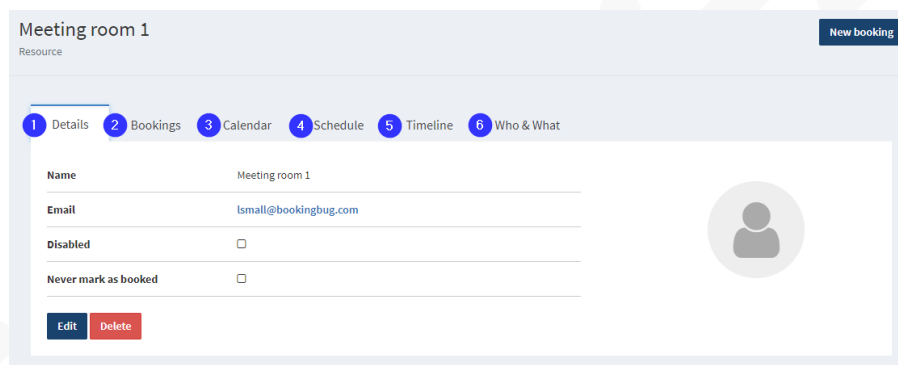 Meeting room 1
Resource
New booking
1 Details 2 Bookings 3 Calendar 4 Schedule 5 Timeline 6 Who & What
Name Meeting room 1
Email lsmall@bookingbug.com
Disabled
Never mark as booked
Edit Delete